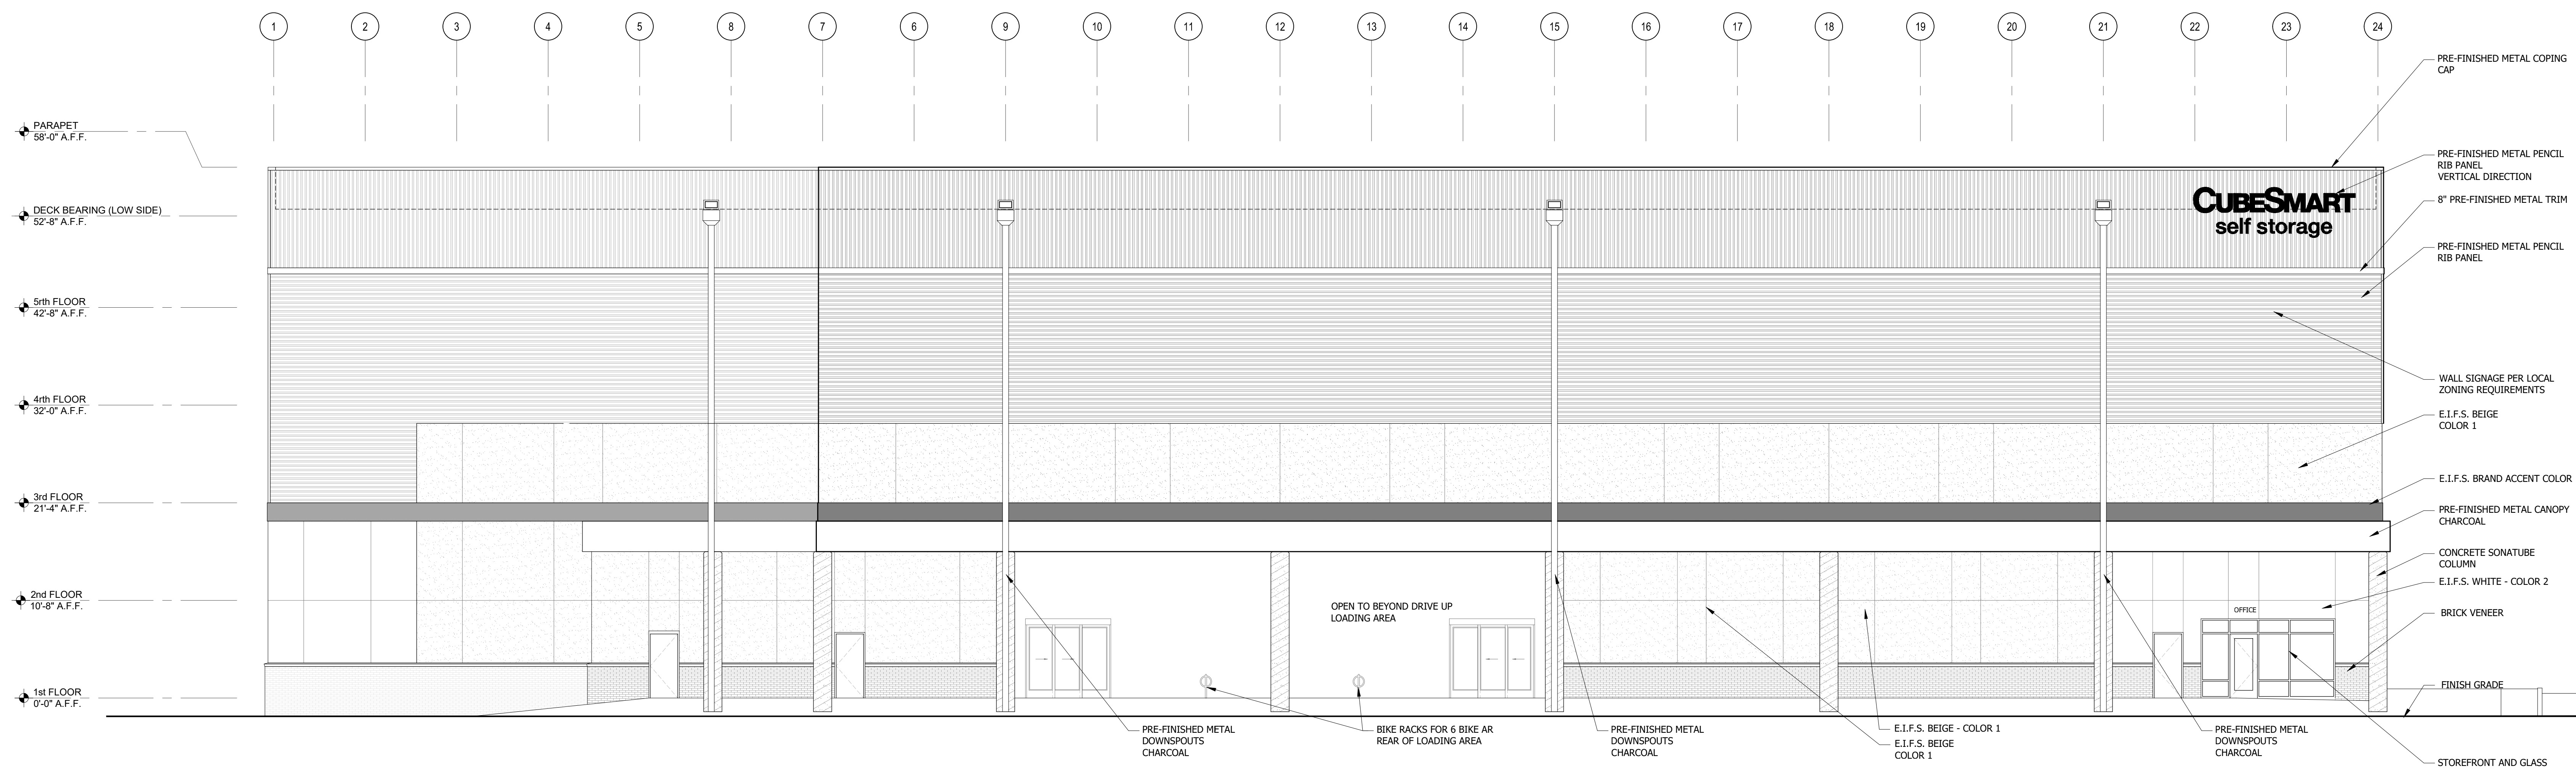 1 2 3 4 5 8 7 6 9 10 11 12 13 14 15 16 17 18 19 20 21 22 23 24
PARAPET
58'-0" A.F.F.
DECK BEARING (LOW SIDE)
52'-8" A.F.F.
5rth FLOOR
42'-8" A.F.F.
4rth FLOOR
32'-0" A.F.F.
3rd FLOOR
21'-4" A.F.F.
2nd FLOOR
10'-8" A.F.F.
1st FLOOR
0'-0" A.F.F.
CUBESMART
self storage
OPEN TO BEYOND DRIVE UP
LOADING AREA
OFFICE
PRE-FINISHED METAL COPING
CAP
PRE-FINISHED METAL PENCIL
RIB PANEL
VERTICAL DIRECTION
8" PRE-FINISHED METAL TRIM
PRE-FINISHED METAL PENCIL
RIB PANEL
WALL SIGNAGE PER LOCAL
ZONING REQUIREMENTS
E.I.F.S. BEIGE
COLOR 1
E.I.F.S. BRAND ACCENT COLOR
PRE-FINISHED METAL CANOPY
CHARCOAL
CONCRETE SONATUBE
COLUMN
E.I.F.S. WHITE - COLOR 2
BRICK VENEER
FINISH GRADE
PRE-FINISHED METAL
DOWNSPOUTS
CHARCOAL
BIKE RACKS FOR 6 BIKE AR
REAR OF LOADING AREA
PRE-FINISHED METAL
DOWNSPOUTS
CHARCOAL
E.I.F.S. BEIGE - COLOR 1
E.I.F.S. BEIGE
COLOR 1
PRE-FINISHED METAL
DOWNSPOUTS
CHARCOAL
STOREFRONT AND GLASS